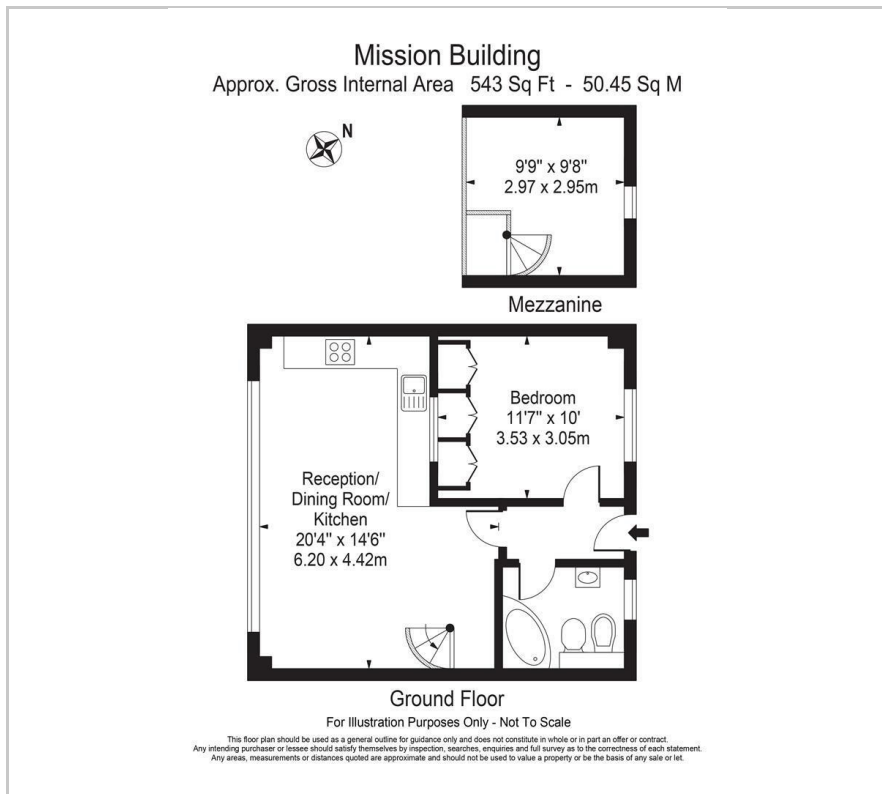 Mission Building
Approx. Gross Internal Area 543 Sq Ft - 50.45 Sq M
N
9'9" x 9'8"
2.97 x 2.95m
Mezzanine
Bedroom
11'7" x 10'
3.53 x 3.05m
Reception/
Dining Room/
Kitchen
20'4" x 14'6"
6.20 x 4.42m
Ground Floor
For Illustration Purposes Only - Not To Scale
This floor plan should be used as a general outline for guidance only and does not constitute in whole or in part an offer or contract.
Any intending purchaser or lessee should satisfy themselves by inspection, searches, enquiries and full survey as to the correctness of each statement.
Any areas, measurements or distances quoted are approximate and should not be used to value a property or be the basis of any sale or let.